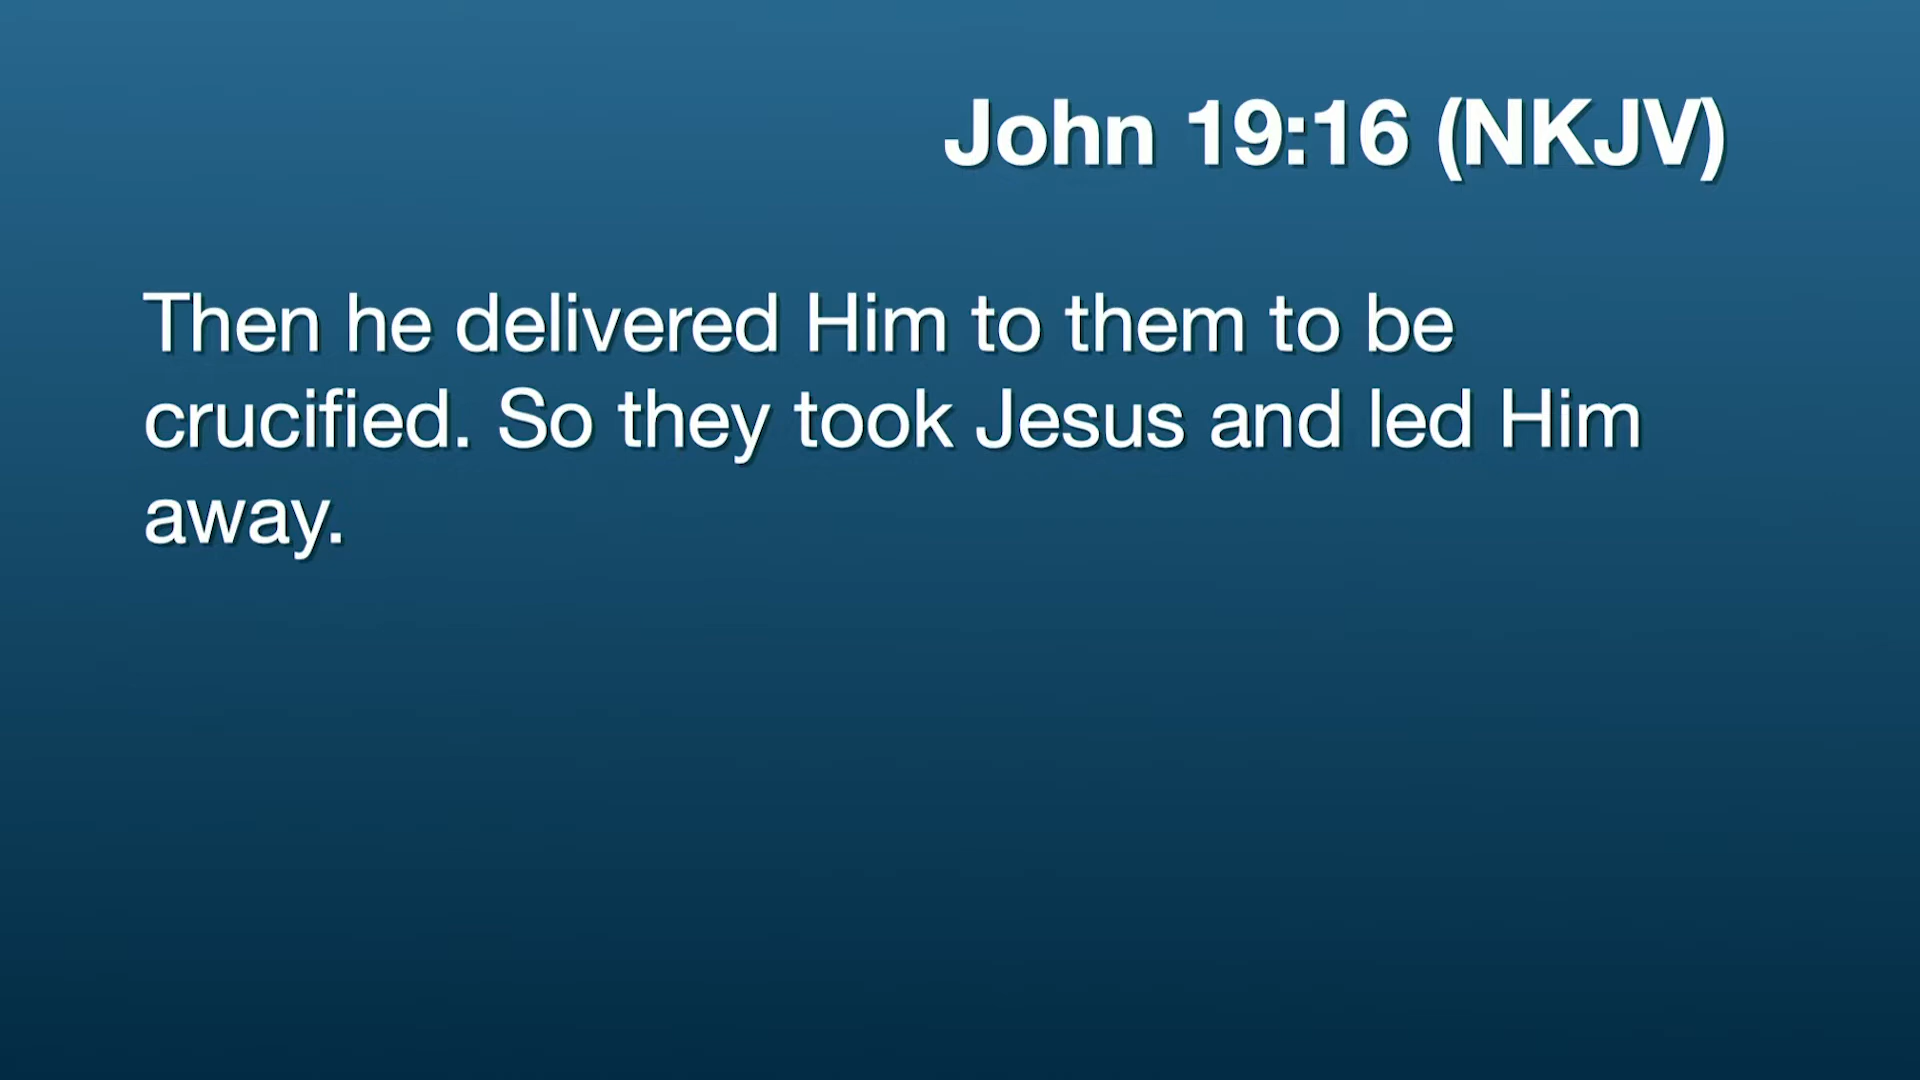 John 19:16 (NKJV)
Then he delivered Him to them to be
crucified. So they took Jesus and led Him
away.